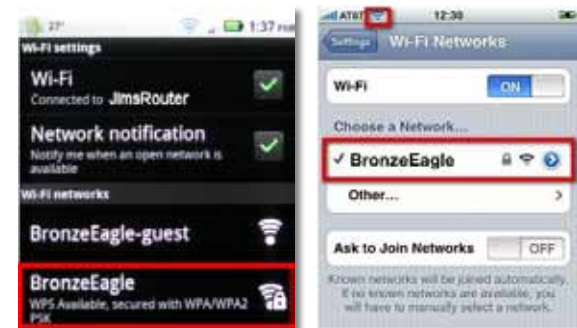 27°
1:37 PM
Wi-Fi settings
Wi-Fi
Connected to JimsRouter
Network notification
Notify me when an open network is
available
Wi-Fi networks
BronzeEagle-guest
BronzeEagle
WPS Available, secured with WPA/WPA2
PSK
AT&T
12:30
Settings
Wi-Fi Networks
Wi-Fi
ON
Choose a Network...
BronzeEagle
Other...
Ask to Join Networks
OFF
Known networks will be joined automatically.
If no known networks are available, you
will have to manually select a network.